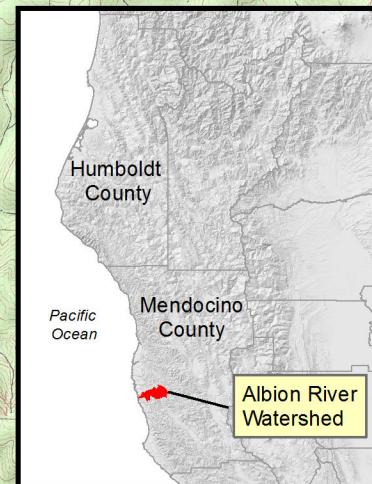 Humboldt
County
Mendocino
County
Pacific
Ocean
Albion River
Watershed